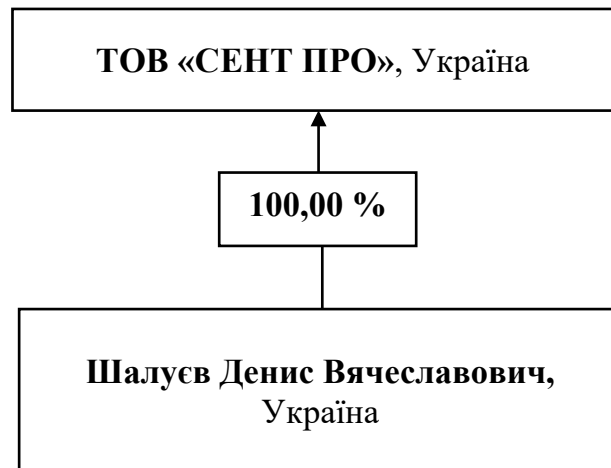 ТОВ «СЕНТ ПРО», Україна
100,00 %
Шалуєв Денис Вячеславович,
Україна